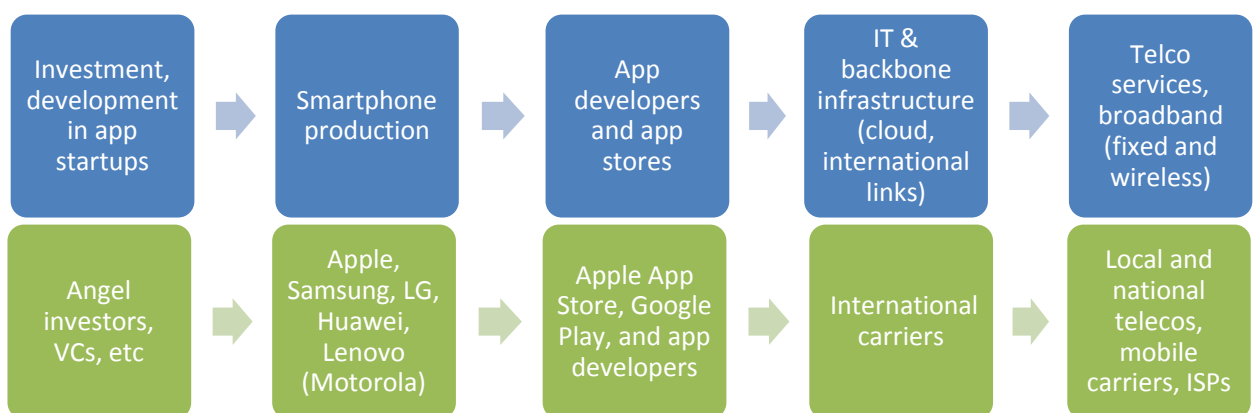 Investment,
development
in app
startups
Smartphone
production
App
developers
and app
stores
IT &
backbone
infrastructure
(cloud,
international
links)
Telco
services,
broadband
(fixed and
wireless)
Angel
investors,
VCs, etc
Apple,
Samsung, LG,
Huawei,
Lenovo
(Motorola)
Apple App
Store, Google
Play, and app
developers
International
carriers
Local and
national
telecos,
mobile
carriers, ISPs